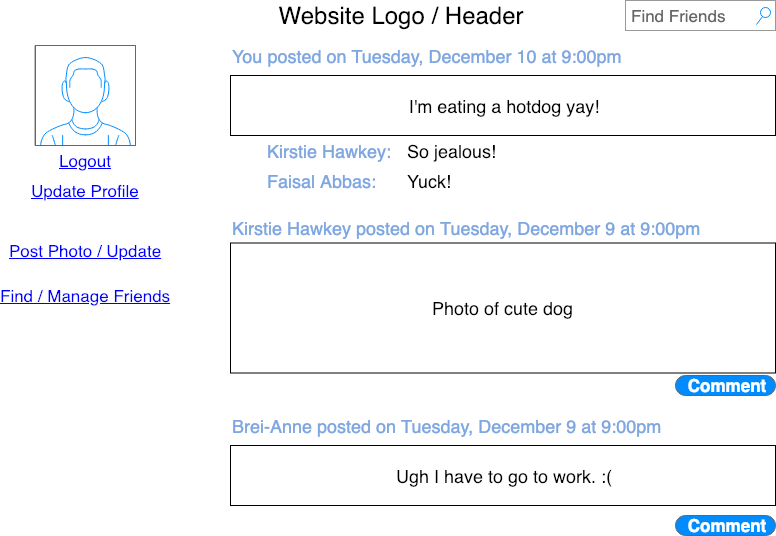 Website Logo / Header
Find Friends
Logout
Update Profile
Post Photo / Update
Find / Manage Friends
You posted on Tuesday, December 10 at 9:00pm
I'm eating a hotdog yay!
Kirstie Hawkey: So jealous!
Faisal Abbas: Yuck!
Kirstie Hawkey posted on Tuesday, December 9 at 9:00pm
Photo of cute dog
Comment
Brei-Anne posted on Tuesday, December 9 at 9:00pm
Ugh I have to go to work. :(
Comment